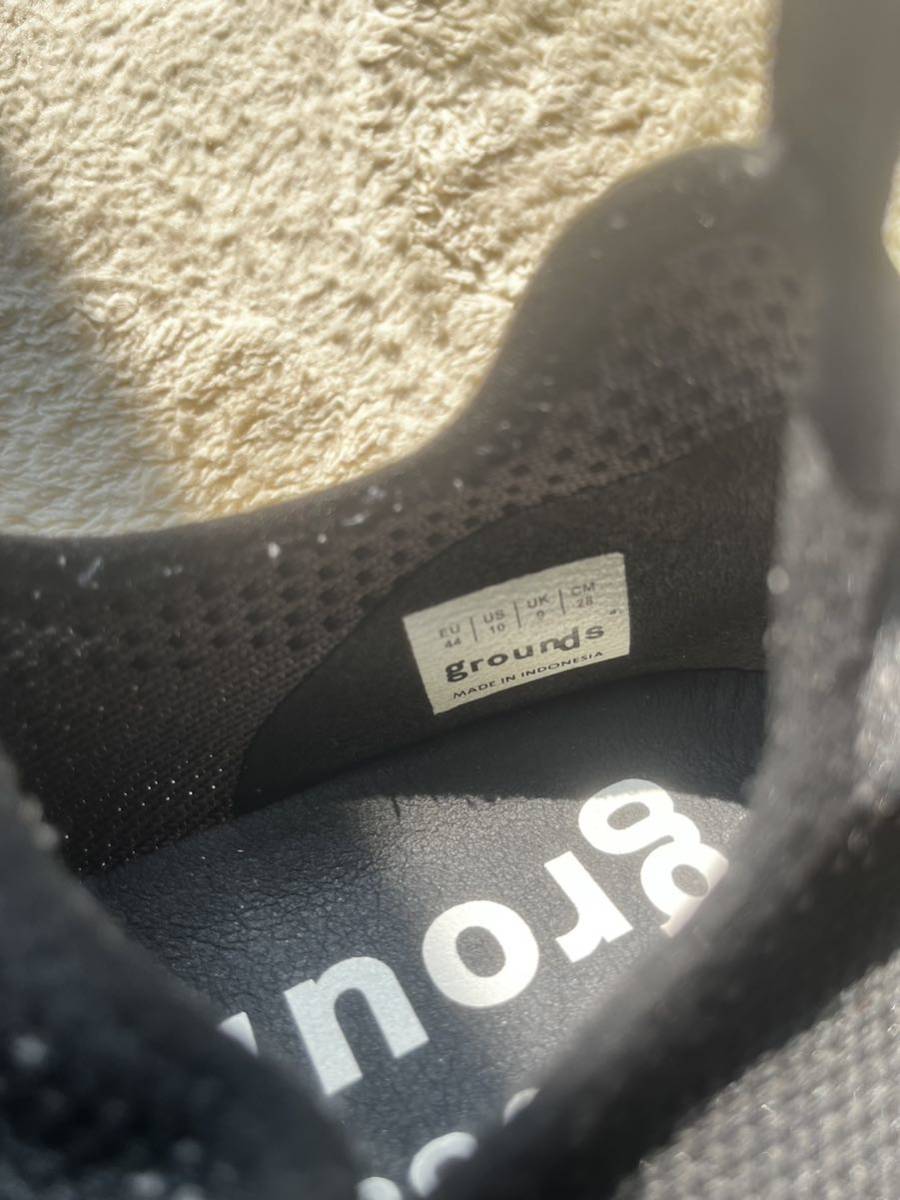 EU | US | UK | CM
44 | 10 | 9 | 28
grounds
MADE IN INDONESIA
grou